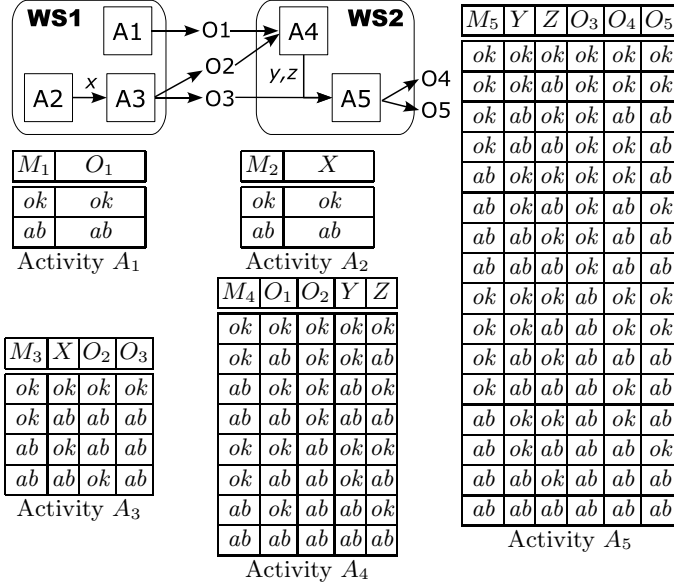 WS1
WS2
A1
O1
A4
O2
A2
x
A3
O3
y,z
A5
O4
O5
M1 O1
ok ok
ab ab
Activity A1
M2 X
ok ok
ab ab
Activity A2
M3 X O2 O3
ok ok ok ok
ok ab ab ab
ab ok ab ab
ab ab ok ab
Activity A3
M4 O1 O2 Y Z
ok ok ok ok ok
ok ab ok ok ab
ab ok ok ab ab
ok ok ab ab ok
ok ab ab ab ab
ab ok ab ab ok
ab ab ab ab ab
Activity A4
M5 Y Z O3 O4 O5
ok ok ok ok ok ok
ok ok ab ok ok ok
ok ab ok ok ab ab
ok ab ab ok ok ab
ab ok ok ok ok ab
ab ok ab ok ab ok
ab ab ok ok ab ab
ab ab ab ok ab ab
ok ok ok ab ok ok
ok ok ab ab ok ab
ok ab ok ab ab ab
ok ab ab ab ok ab
ab ok ok ab ok ab
ab ok ab ab ab ok
ab ab ok ab ok ab
ab ab ab ab ab ab
Activity A5